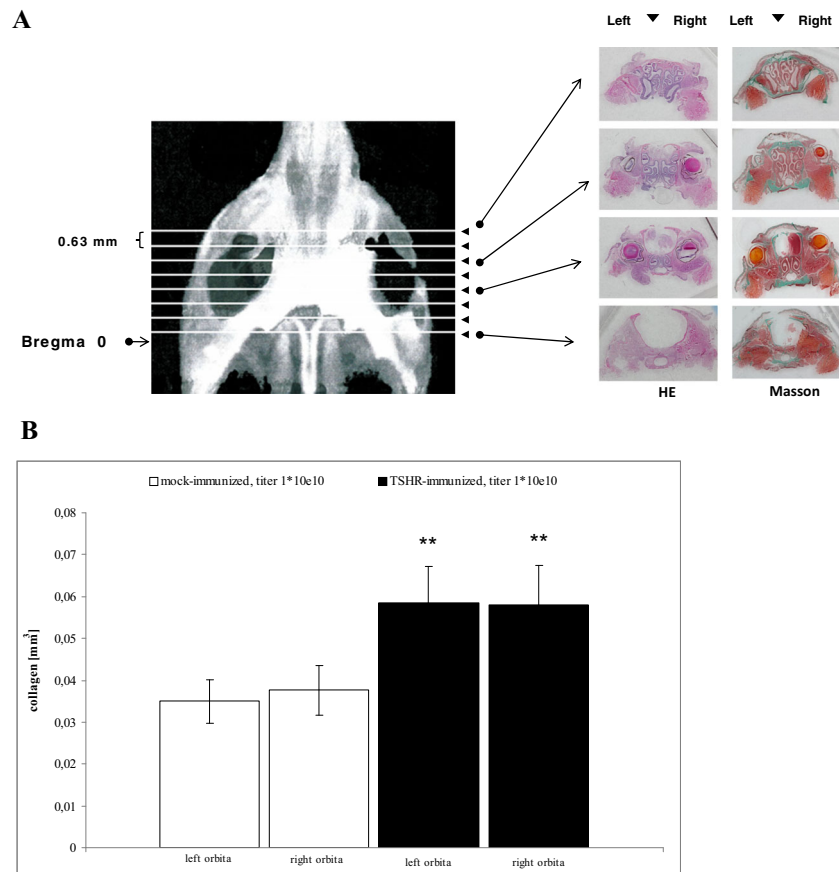 A
Left Right Left Right
0.63 mm
Bregma 0
HE Masson
B
mock-immunized, titer 1*10e10 TSHR-immunized, titer 1*10e10
0,08
0,07
0,06
0,05
0,04
0,03
0,02
0,01
0
collagen [mm³]
** **
left orbita right orbita left orbita right orbita